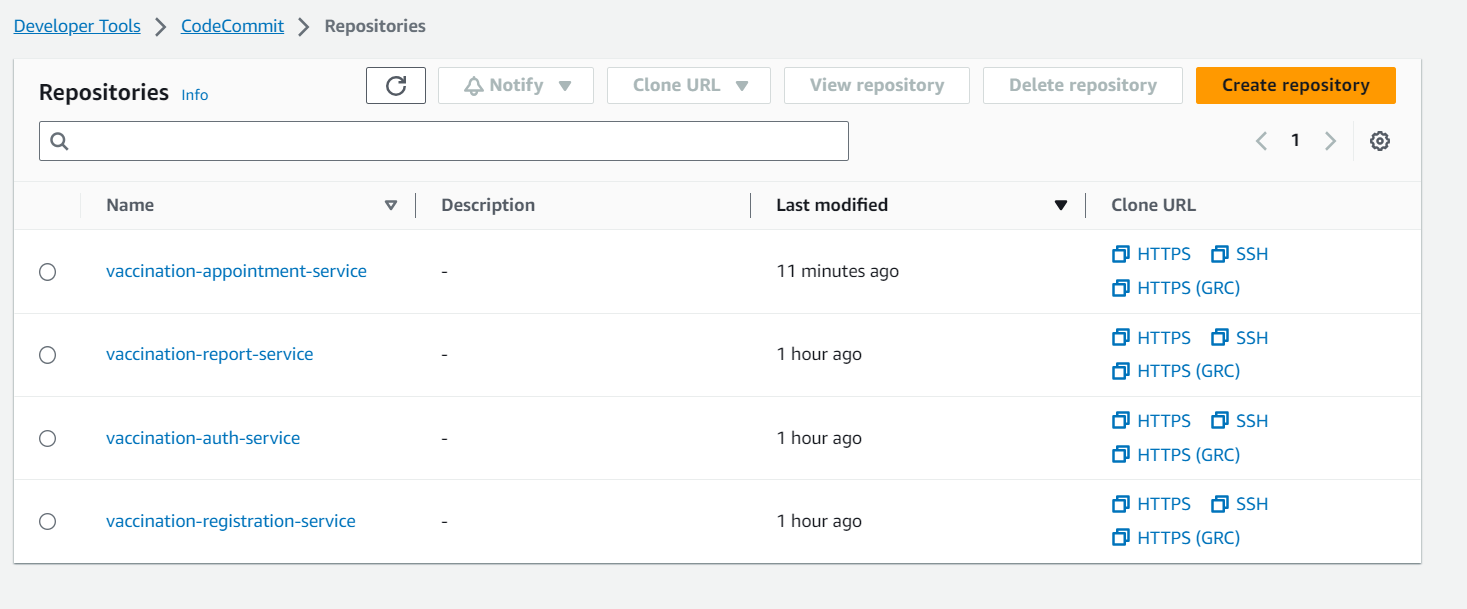 Developer Tools > CodeCommit > Repositories
Repositories Info Notify Clone URL View repository Delete repository Create repository
1
Name Description Last modified Clone URL
vaccination-appointment-service - 11 minutes ago HTTPS SSH
HTTPS (GRC)
vaccination-report-service - 1 hour ago HTTPS SSH
HTTPS (GRC)
vaccination-auth-service - 1 hour ago HTTPS SSH
HTTPS (GRC)
vaccination-registration-service - 1 hour ago HTTPS SSH
HTTPS (GRC)